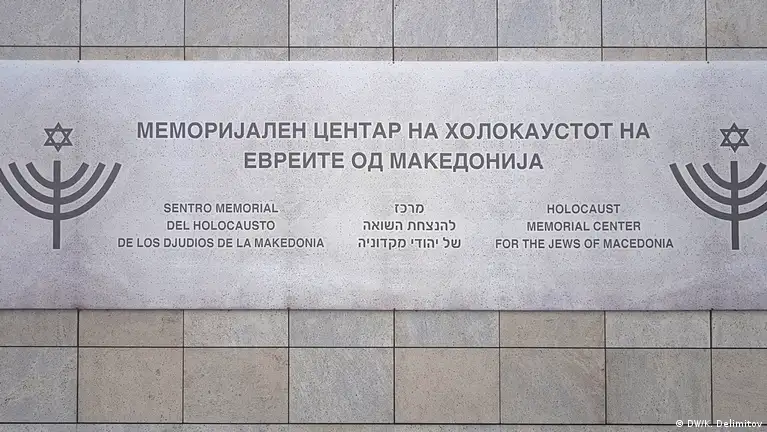 МЕМОРИЈАЛЕН ЦЕНТАР НА ХОЛОКАУСТОТ НА
ЕВРЕИТЕ ОД МАКЕДОНИЈА
SENTRO MEMORIAL
DEL HOLOCAUSTO
DE LOS DJUDIOS DE LA MAKEDONIA
מרכז
להנצחת השואה
של יהודי מקדוניה
HOLOCAUST
MEMORIAL CENTER
FOR THE JEWS OF MACEDONIA
© DW/K. Delimitov